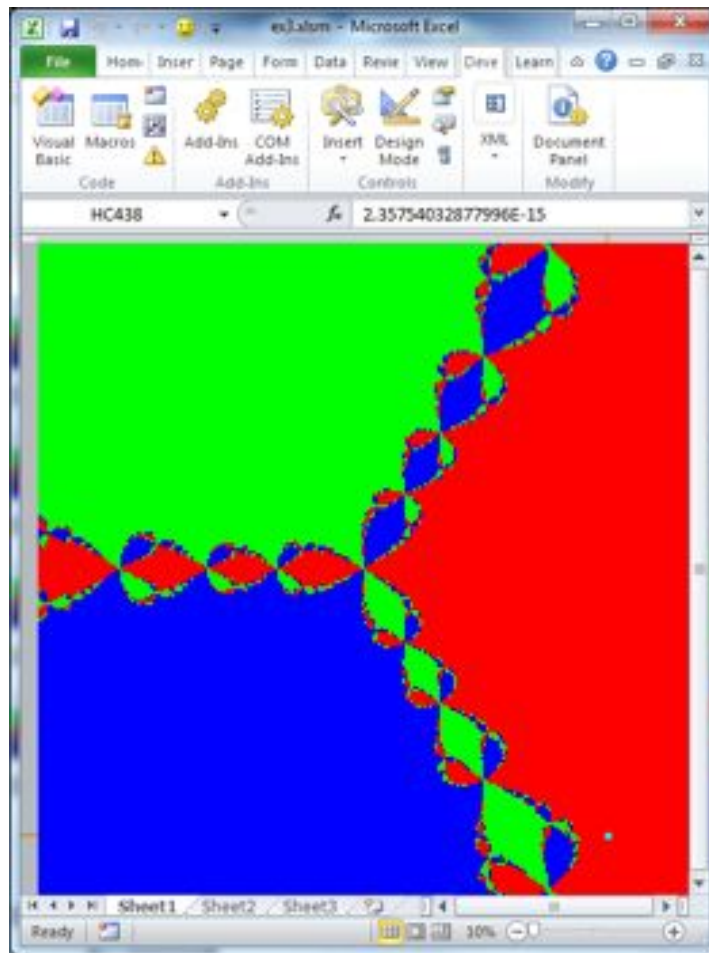 es3.xlsm - Microsoft Excel
File Hom Inser Page Form Data Revie View Deve Learn
Visual Basic Macros Add-Ins COM Add-Ins Insert Design Mode XML Document Panel
Code Add-Ins Controls Modify
HC438 fx 2.35754032877996E-15
Sheet1 Sheet2 Sheet3
Ready 10%